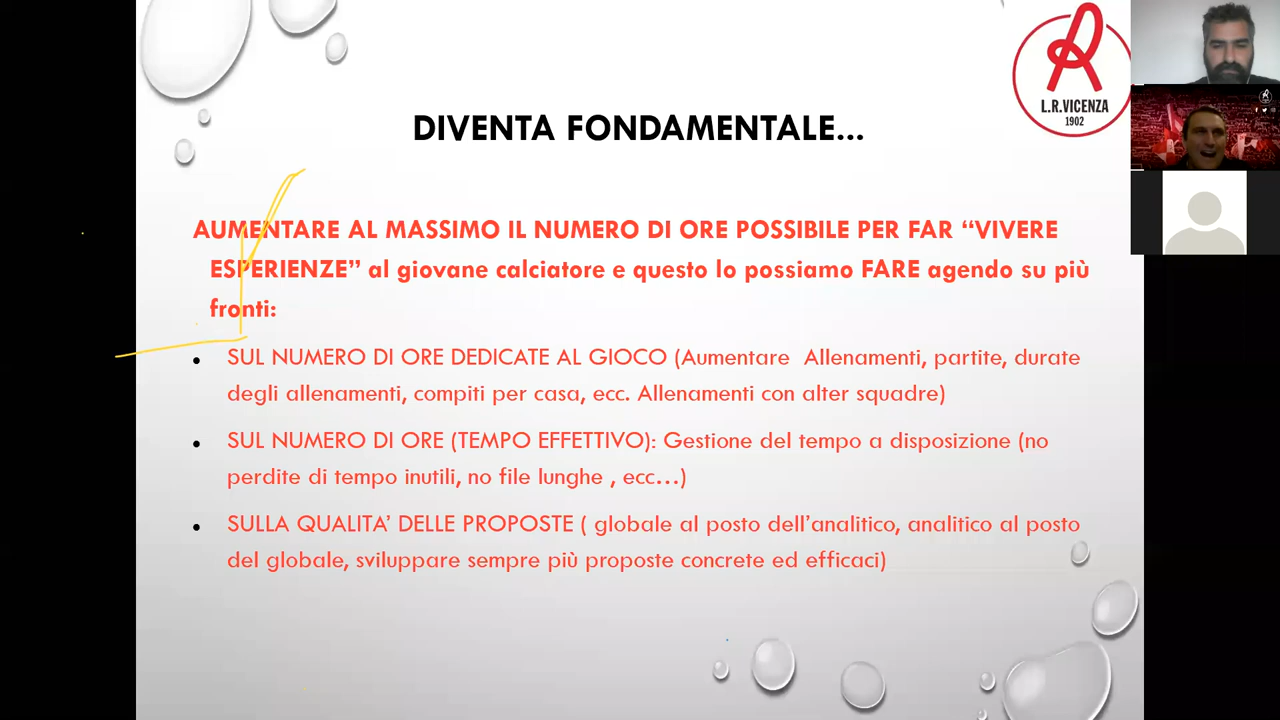 L.R.VICENZA
1902
DIVENTA FONDAMENTALE...
AUMENTARE AL MASSIMO IL NUMERO DI ORE POSSIBILE PER FAR “VIVERE
ESPERIENZE” al giovane calciatore e questo lo possiamo FARE agendo su più
fronti:
• SUL NUMERO DI ORE DEDICATE AL GIOCO (Aumentare  Allenamenti, partite, durate
degli allenamenti, compiti per casa, ecc. Allenamenti con alter squadre)
• SUL NUMERO DI ORE (TEMPO EFFETTIVO): Gestione del tempo a disposizione (no
perdite di tempo inutili, no file lunghe , ecc...)
• SULLA QUALITA’ DELLE PROPOSTE ( globale al posto dell’analitico, analitico al posto
del globale, sviluppare sempre più proposte concrete ed efficaci)